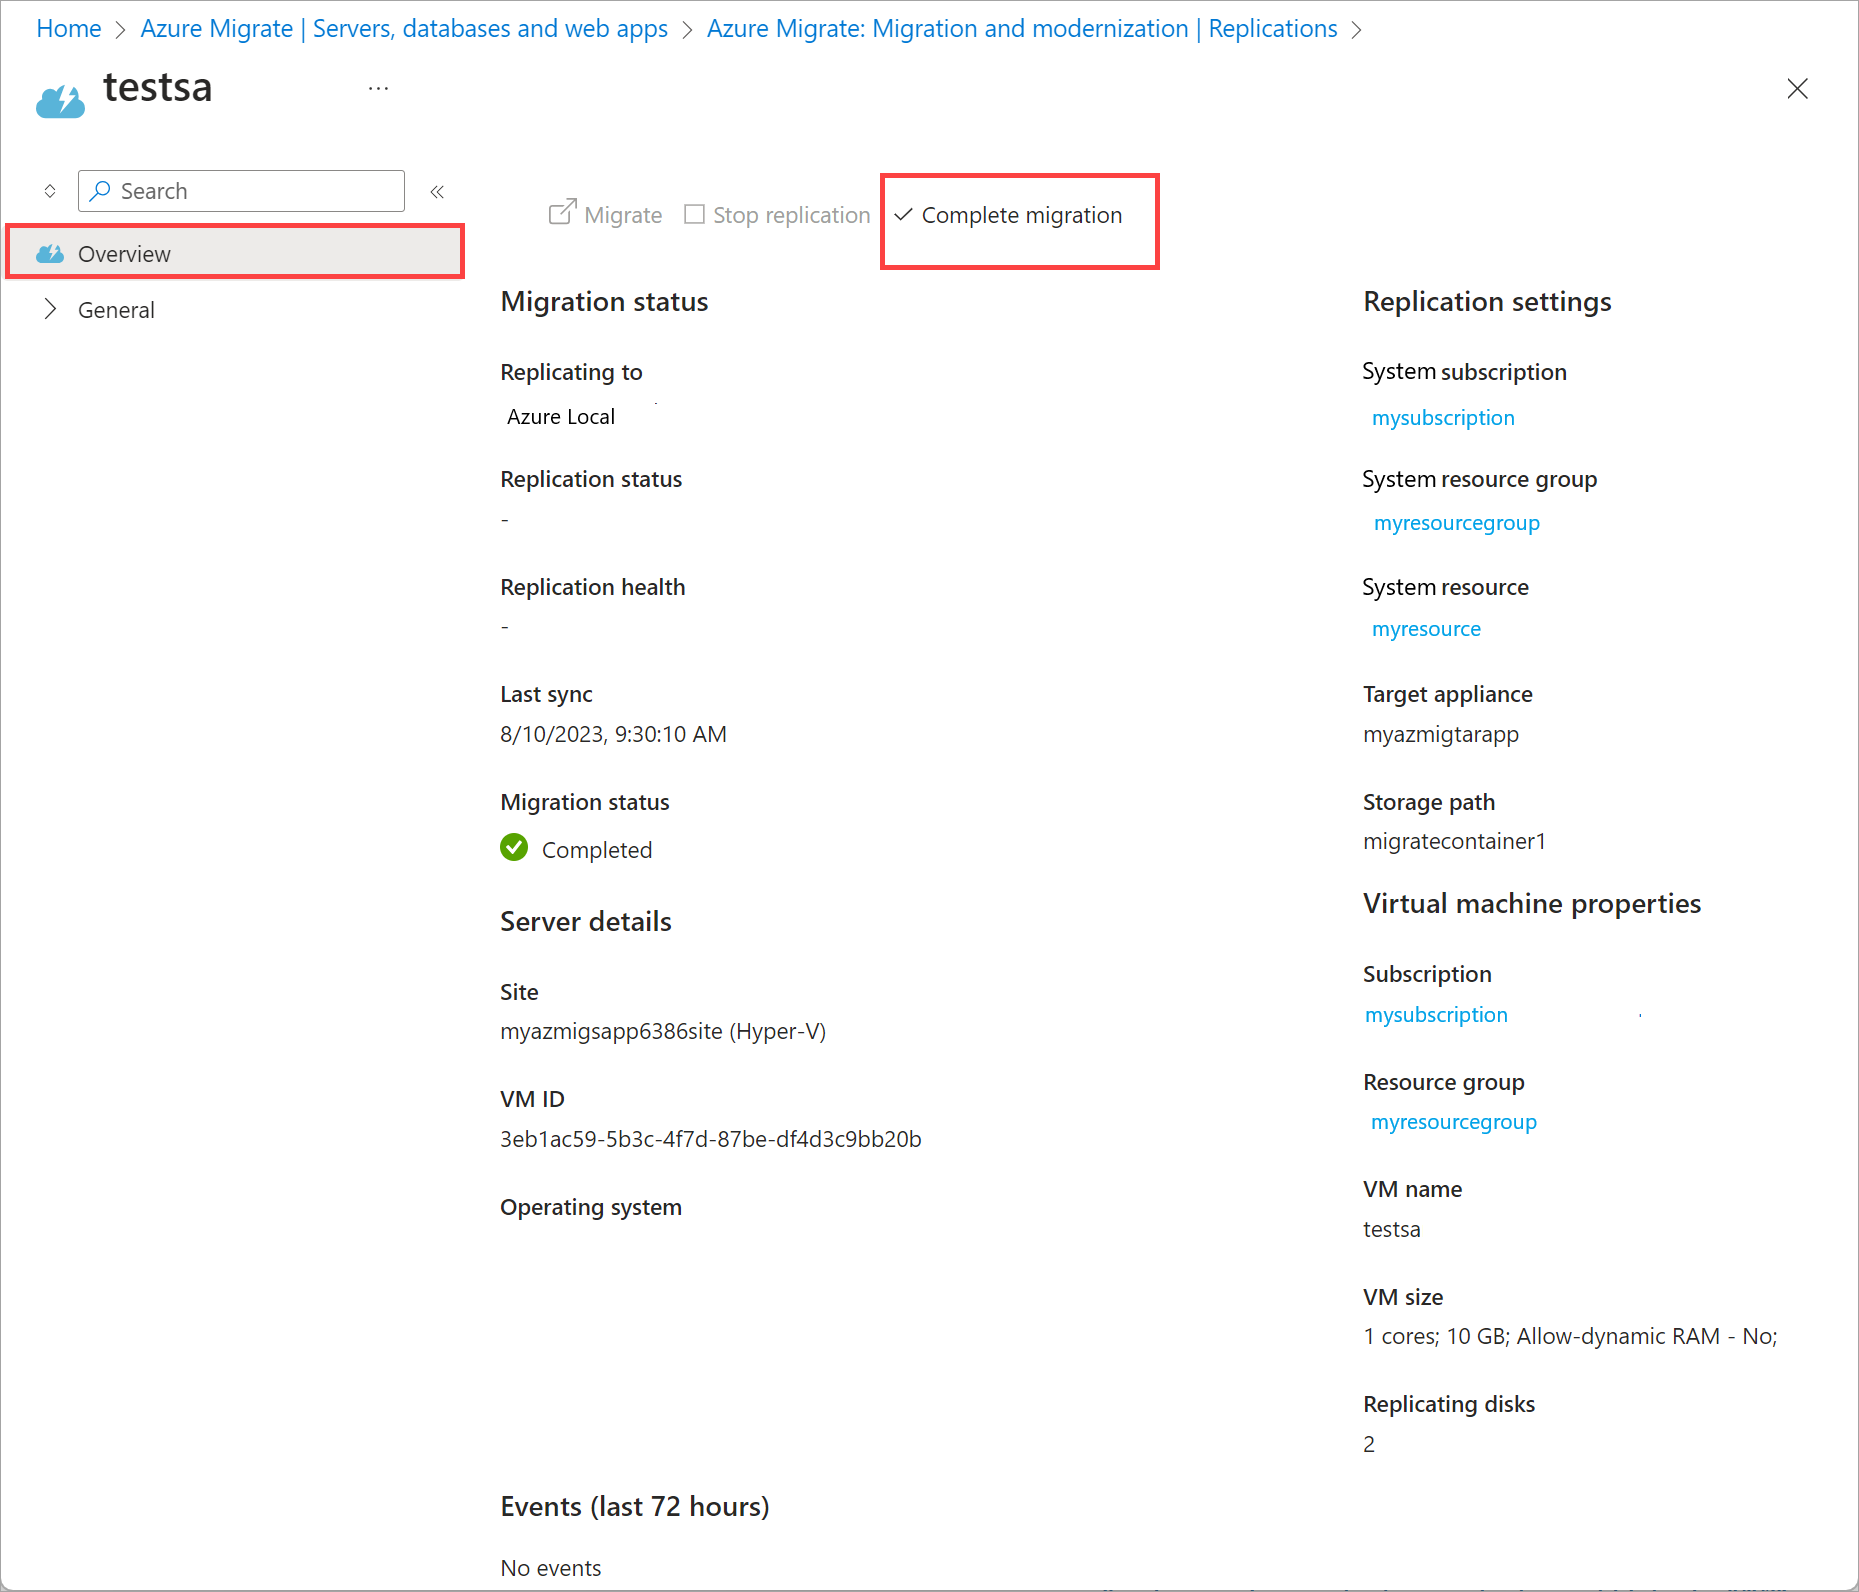 Home > Azure Migrate | Servers, databases and web apps > Azure Migrate: Migration and modernization | Replications >
testsa ...
Search
Overview
General
Migrate Stop replication Complete migration
Migration status
Replicating to
Azure Local
Replication status
-
Replication health
-
Last sync
8/10/2023, 9:30:10 AM
Migration status
Completed
Server details
Site
myazmigsapp6386site (Hyper-V)
VM ID
3eb1ac59-5b3c-4f7d-87be-df4d3c9bb20b
Operating system
Replication settings
System subscription
mysubscription
System resource group
myresourcegroup
System resource
myresource
Target appliance
myazmigtarapp
Storage path
migratecontainer1
Virtual machine properties
Subscription
mysubscription
Resource group
myresourcegroup
VM name
testsa
VM size
1 cores; 10 GB; Allow-dynamic RAM - No;
Replicating disks
2
Events (last 72 hours)
No events